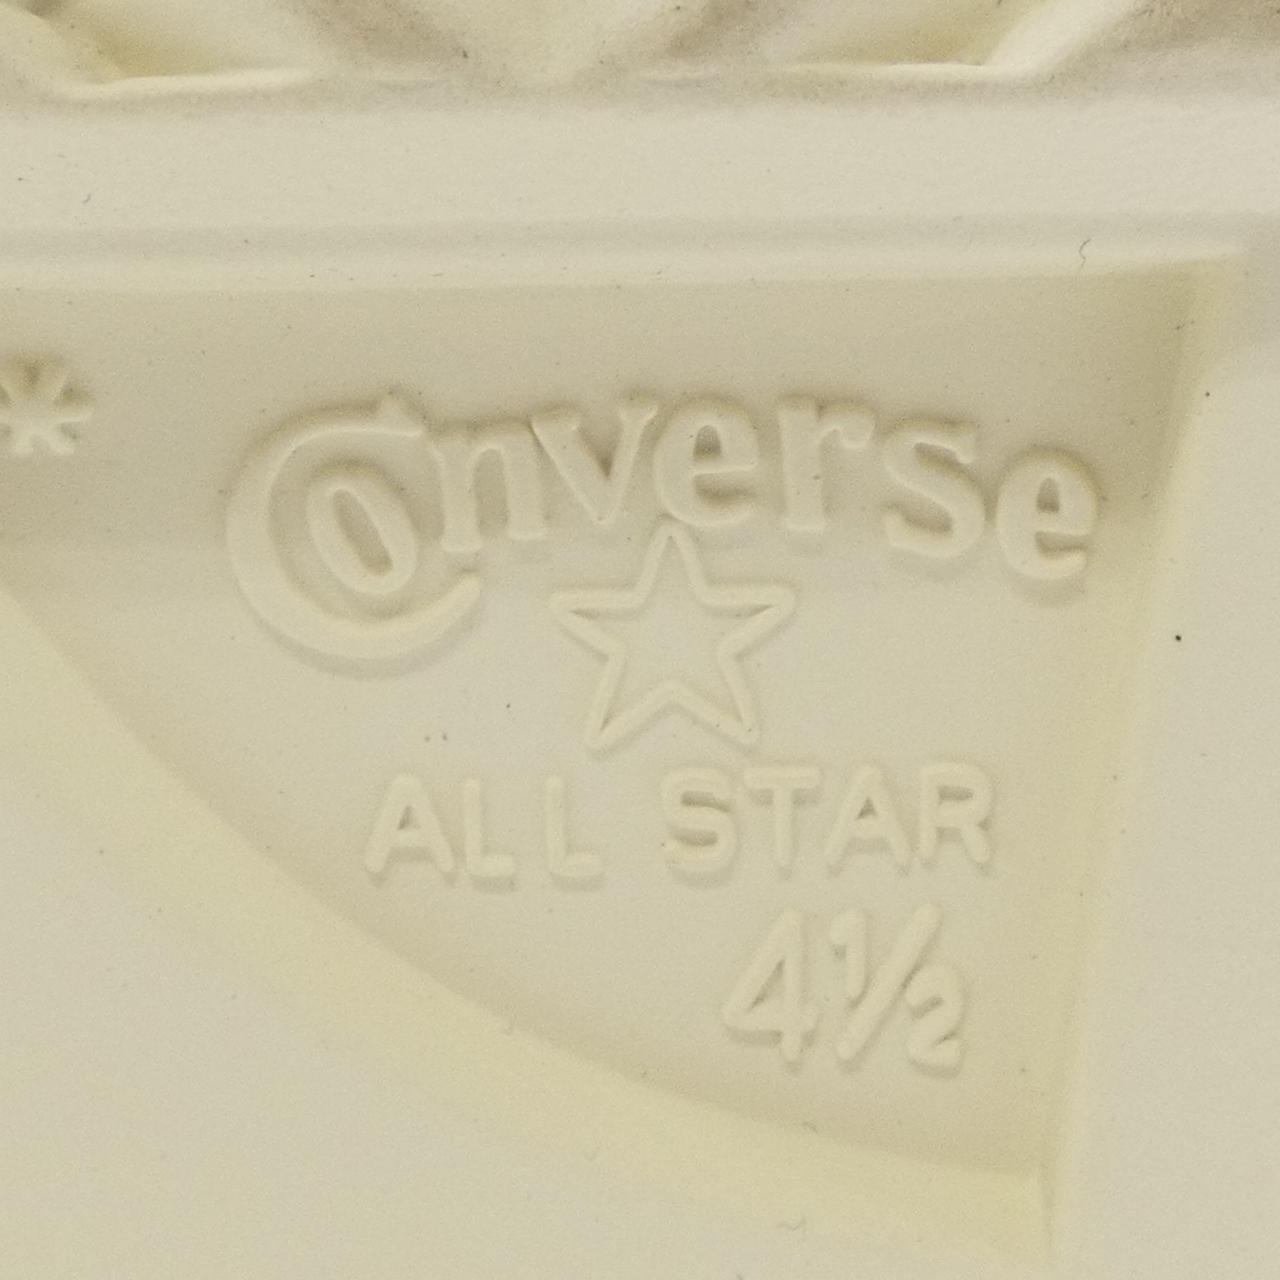 *
Converse
ALL STAR
4½